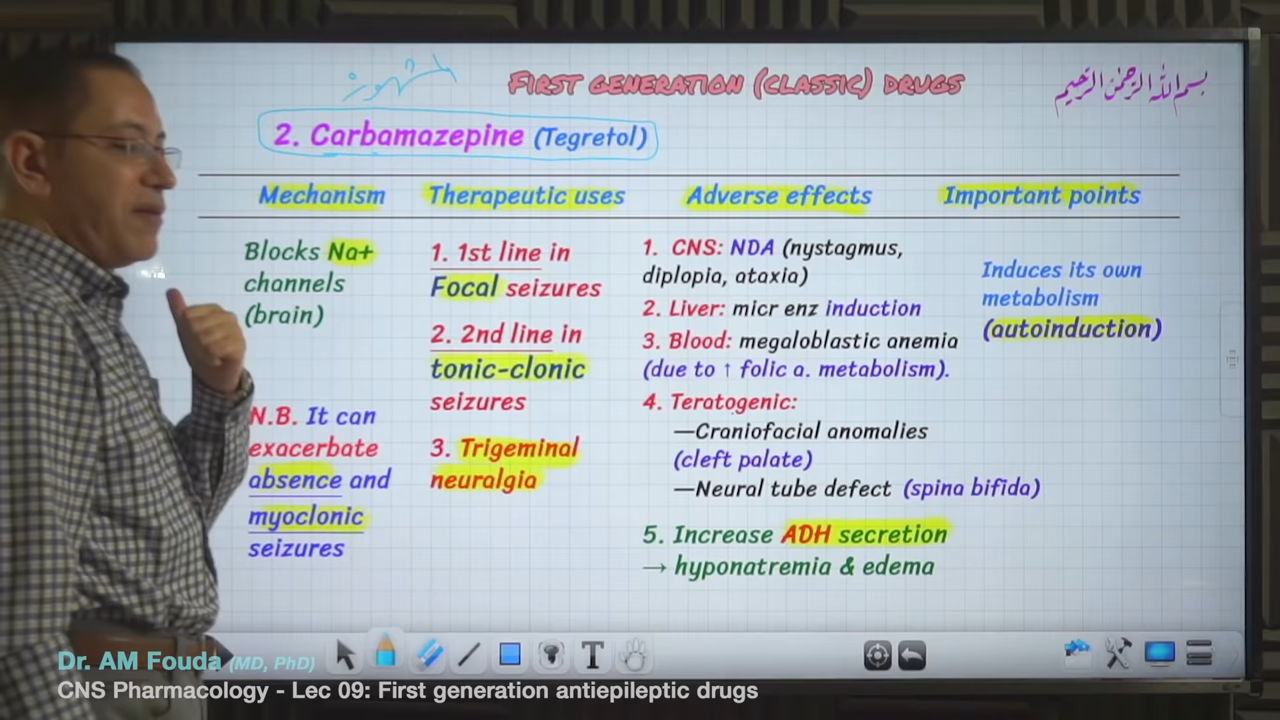 FIRST GENERATION (CLASSIC) DRUGS
بسم الله الرحمن الرحيم
2. Carbamazepine (Tegretol)
Mechanism
Blocks Na+
channels
(brain)
N.B. It can
exacerbate
absence and
myoclonic
seizures
Therapeutic uses
1. 1st line in
Focal seizures
2. 2nd line in
tonic-clonic
seizures
3. Trigeminal
neuralgia
Adverse effects
1. CNS: NDA (nystagmus,
diplopia, ataxia)
2. Liver: micr enz induction
3. Blood: megaloblastic anemia
(due to ↑ folic a. metabolism).
4. Teratogenic:
—Craniofacial anomalies
(cleft palate)
—Neural tube defect (spina bifida)
5. Increase ADH secretion
→ hyponatremia & edema
Important points
Induces its own
metabolism
(autoinduction)
T
Dr. AM Fouda (MD, PhD)
CNS Pharmacology - Lec 09: First generation antiepileptic drugs